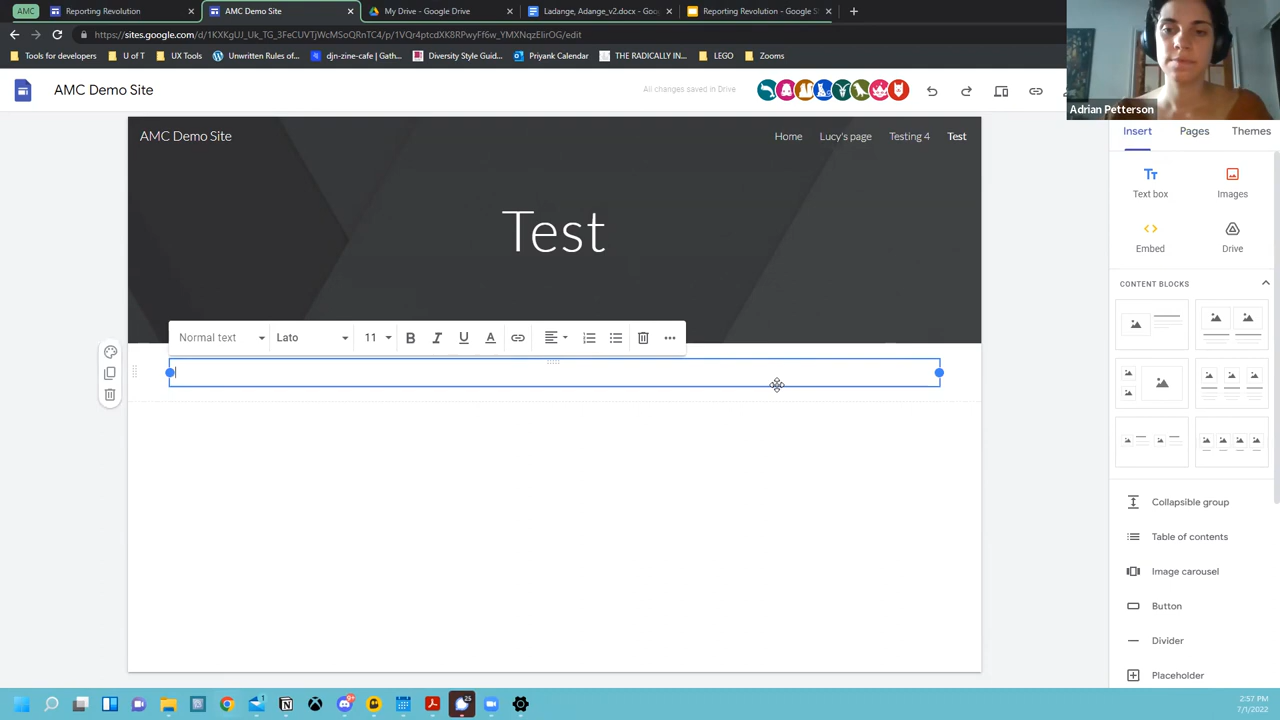 AMC
Reporting Revolution
AMC Demo Site
My Drive - Google Drive
Ladange, Adange_v2.docx - Goo
Reporting Revolution - Google S
https://sites.google.com/
Tools for developers
U of T
UX Tools
Unwritten Rules of...
djn-zine-cafe | Gath...
Diversity Style Guid...
Priyank Calendar
THE RADICALLY IN...
LEGO
Zooms
AMC Demo Site
All changes saved in Drive
Adrian Petterson
AMC Demo Site
Home
Lucy's page
Testing 4
Test
Test
Normal text
Lato
11
B
I
U
A
Insert
Pages
Themes
Text box
Images
Embed
Drive
CONTENT BLOCKS
Collapsible group
Table of contents
Image carousel
Button
Divider
Placeholder
2:57 PM
7/1/2022